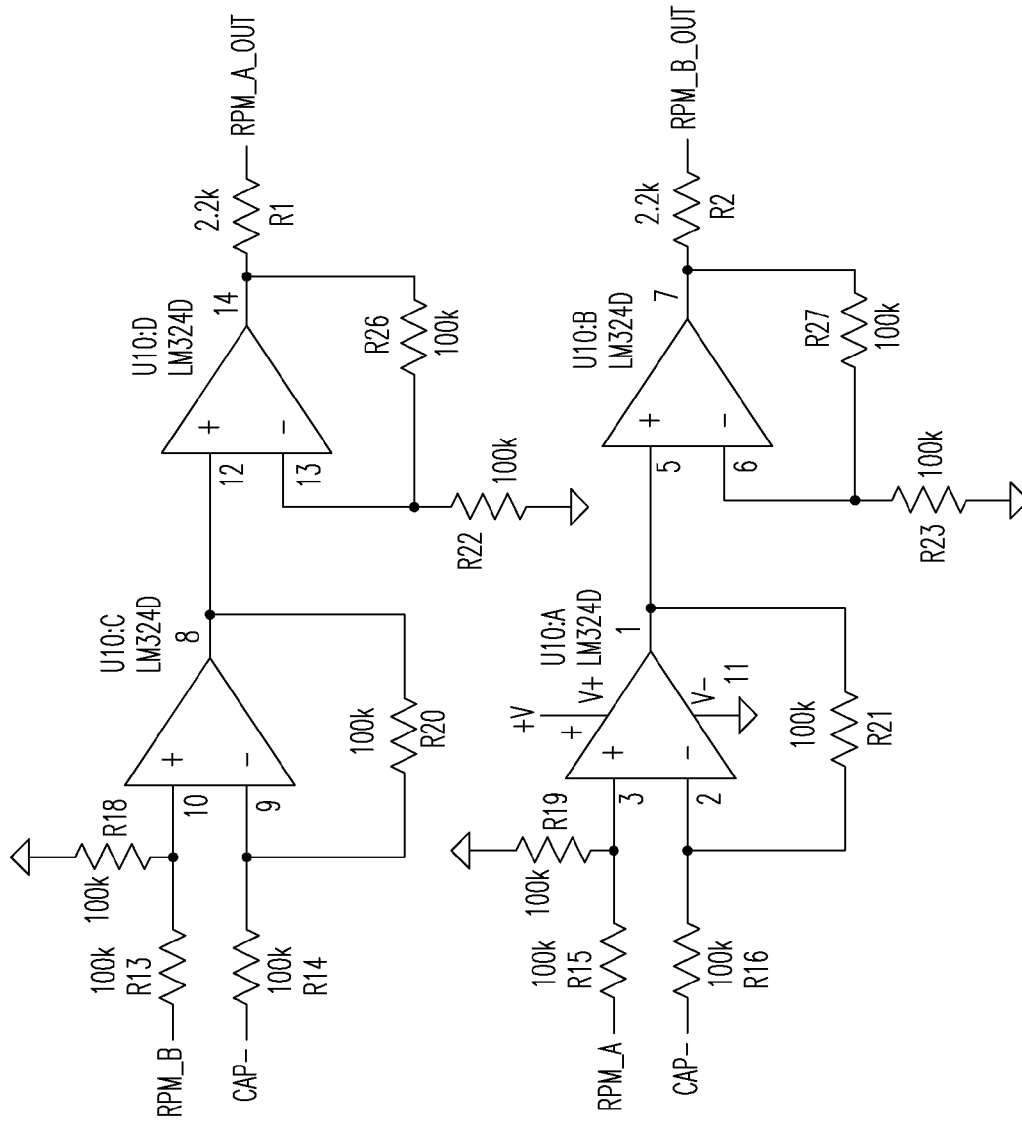 RPM_B
100k
R13
100k
R18
CAP-
100k
R14
10
9
+
-
U10:C
LM324D
8
100k
R20
12
13
+
-
U10:D
LM324D
14
R26
100k
R22
100k
2.2k
R1
RPM_A_OUT
RPM_A
100k
R15
100k
R19
CAP-
100k
R16
3
2
+
-
+V
+
V+
V-
11
U10:A
LM324D
1
100k
R21
5
6
+
-
U10:B
LM324D
7
R27
100k
R23
100k
2.2k
R2
RPM_B_OUT